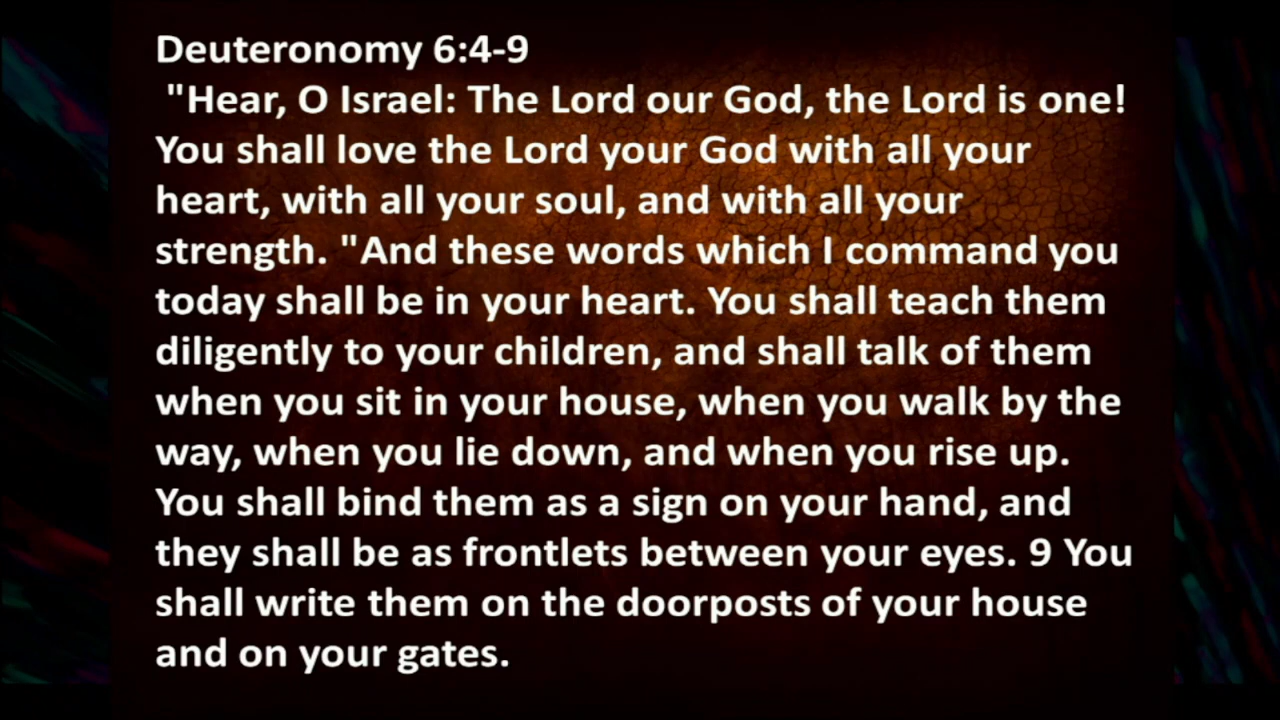 Deuteronomy 6:4-9
"Hear, O Israel: The Lord our God, the Lord is one!
You shall love the Lord your God with all your
heart, with all your soul, and with all your
strength. "And these words which I command you
today shall be in your heart. You shall teach them
diligently to your children, and shall talk of them
when you sit in your house, when you walk by the
way, when you lie down, and when you rise up.
You shall bind them as a sign on your hand, and
they shall be as frontlets between your eyes. 9 You
shall write them on the doorposts of your house
and on your gates.